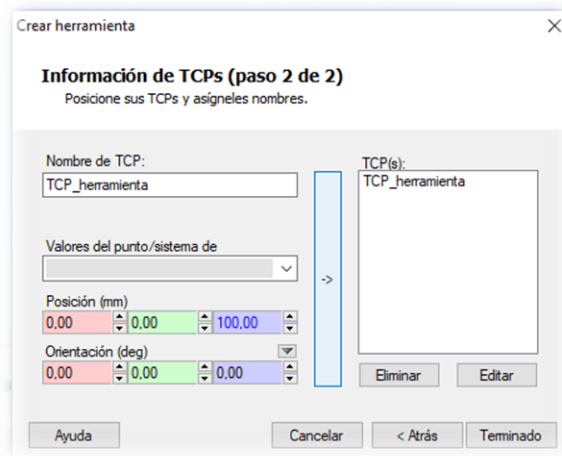 Crear herramienta
Información de TCPs (paso 2 de 2)
Posicione sus TCPs y asígneles nombres.
Nombre de TCP:
TCP_herramienta
Valores del punto/sistema de
Posición (mm)
0,00 0,00 100,00
Orientación (deg)
0,00 0,00 0,00
->
TCP(s):
TCP_herramienta
Eliminar Editar
Ayuda Cancelar < Atrás Terminado